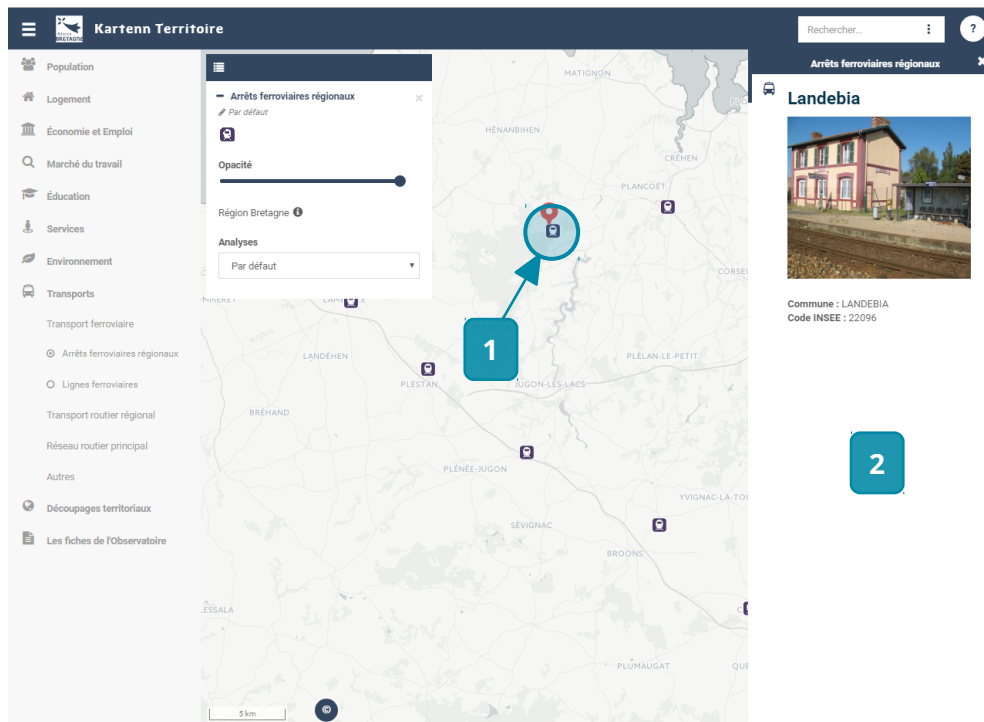 Région
BRETAGNE
Kartenn Territoire
Rechercher...
?
Population
Logement
Économie et Emploi
Marché du travail
Éducation
Services
Environnement
Transports
Transport ferroviaire
Arrêts ferroviaires régionaux
Lignes ferroviaires
Transport routier régional
Réseau routier principal
Autres
Découpages territoriaux
Les fiches de l'Observatoire
Arrêts ferroviaires régionaux
Par défaut
Opacité
Région Bretagne
Analyses
Par défaut
MATIGNON
HÉNANBIHEN
CRÉHEN
PLANCOËT
LANDÉHEN
PLESTAN
JUGON-LES-LACS
PLÉLAN-LE-PETIT
BRÉHAND
PLÉNÉE-JUGON
SÉVIGNAC
BROONS
PLUMAUGAT
1
5 km
©
Arrêts ferroviaires régionaux
Landebia
Commune : LANDEBIA
Code INSEE : 22096
2